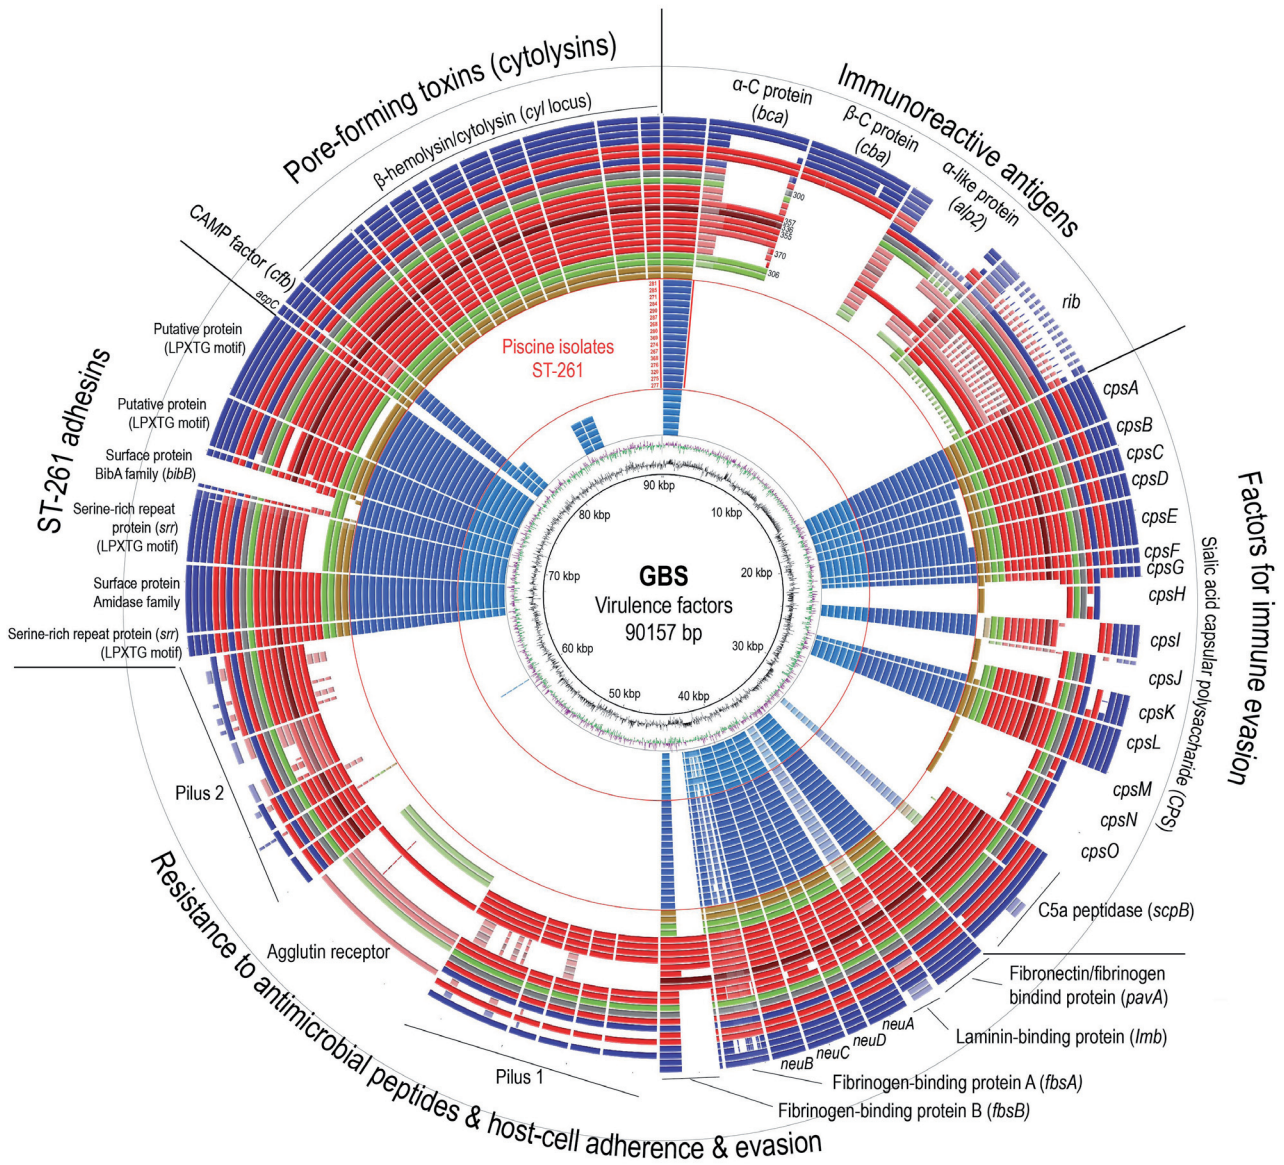 Pore-forming toxins (cytolysins)
β-hemolysin/cytolysin (cyl locus)
CAMP factor (cfb)
acpC
Immunoreactive antigens
α-C protein
(bca)
β-C protein
(cba)
α-like protein
(alp2)
rib
300
357
355
370
306
Piscine isolates
ST-261
ST-261 adhesins
Putative protein
(LPXTG motif)
Putative protein
(LPXTG motif)
Surface protein
BibA family (bibB)
Serine-rich repeat
protein (srr)
(LPXTG motif)
Surface protein
Amidase family
Serine-rich repeat protein (srr)
(LPXTG motif)
GBS
Virulence factors
90157 bp
90 kbp
10 kbp
20 kbp
30 kbp
40 kbp
50 kbp
60 kbp
70 kbp
80 kbp
Factors for immune evasion
Sialic acid capsular polysaccharide (CPS)
cpsA
cpsB
cpsC
cpsD
cpsE
cpsF
cpsG
cpsH
cpsI
cpsJ
cpsK
cpsL
cpsM
cpsN
cpsO
C5a peptidase (scpB)
Fibronectin/fibrinogen
bindind protein (pavA)
Laminin-binding protein (lmb)
neuA
neuD
neuC
neuB
Fibrinogen-binding protein A (fbsA)
Fibrinogen-binding protein B (fbsB)
Pilus 1
Agglutin receptor
Pilus 2
Resistance to antimicrobial peptides & host-cell adherence & evasion